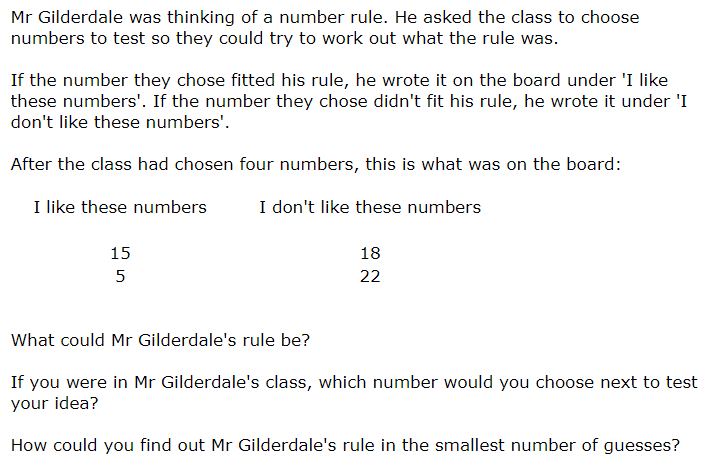 Mr Gilderdale was thinking of a number rule. He asked the class to choose
numbers to test so they could try to work out what the rule was.
If the number they chose fitted his rule, he wrote it on the board under 'I like
these numbers'. If the number they chose didn't fit his rule, he wrote it under 'I
don't like these numbers'.
After the class had chosen four numbers, this is what was on the board:
I like these numbers I don't like these numbers
15 18
5 22
What could Mr Gilderdale's rule be?
If you were in Mr Gilderdale's class, which number would you choose next to test
your idea?
How could you find out Mr Gilderdale's rule in the smallest number of guesses?